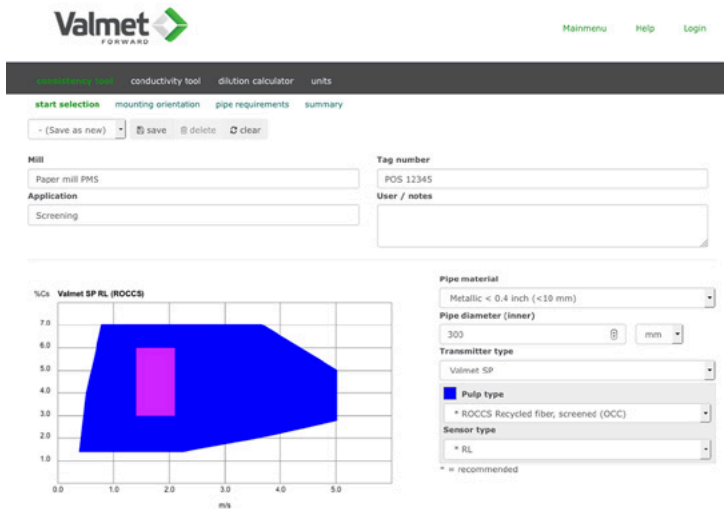 Valmet
FORWARD
Mainmenu Help Login
consistency tool conductivity tool dilution calculator units
start selection mounting orientation pipe requirements summary
- (Save as new) save delete clear
Mill
Paper mill PMS
Tag number
POS 12345
Application
Screening
User / notes
%Cs Valmet SP RL (ROCCS)
7.0
6.0
5.0
4.0
3.0
2.0
1.0
0.0 1.0 2.0 3.0 4.0 5.0
m/s
Pipe material
Metallic < 0.4 inch (<10 mm)
Pipe diameter (inner)
300 mm
Transmitter type
Valmet SP
Pulp type
* ROCCS Recycled fiber, screened (OCC)
Sensor type
* RL
* = recommended